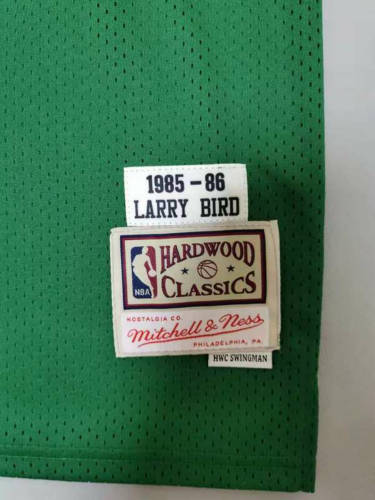 1985 - 86
LARRY BIRD
HARDWOOD
CLASSICS
NBA
NOSTALGIA CO.
Mitchell & Ness
PHILADELPHIA, PA.
HWC SWINGMAN